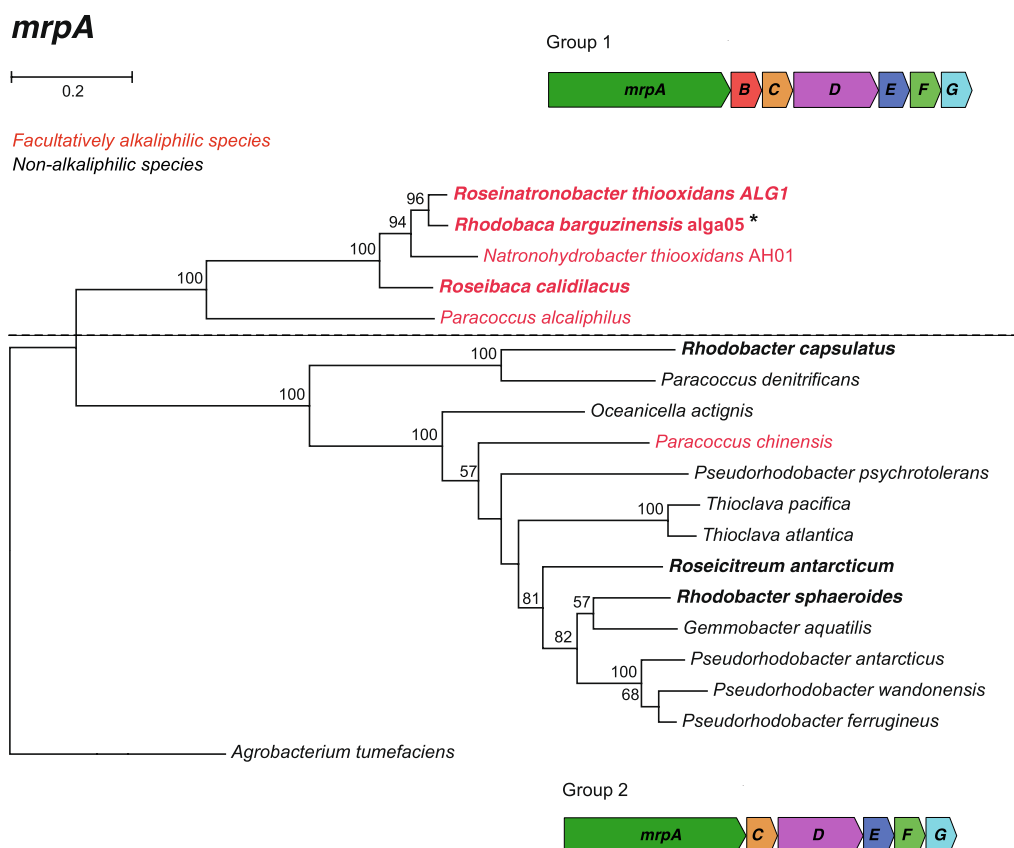 mrpA
Group 1
0.2
mrpA B C D E F G
Facultatively alkaliphilic species
Non-alkaliphilic species
96 Roseinatronobacter thiooxidans ALG1
94 Rhodobaca barguzinensis alga05 *
100 Natronohydrobacter thiooxidans AH01
100 Roseibaca calidilacus
Paracoccus alcaliphilus
100 Rhodobacter capsulatus
100 Paracoccus denitrificans
Oceanicella actignis
100 Paracoccus chinensis
57 Pseudorhodobacter psychrotolerans
100 Thioclava pacifica
Thioclava atlantica
Roseicitreum antarcticum
81 57 Rhodobacter sphaeroides
82 Gemmobacter aquatilis
100 Pseudorhodobacter antarcticus
68 Pseudorhodobacter wandonensis
Pseudorhodobacter ferrugineus
Agrobacterium tumefaciens
Group 2
mrpA C D E F G